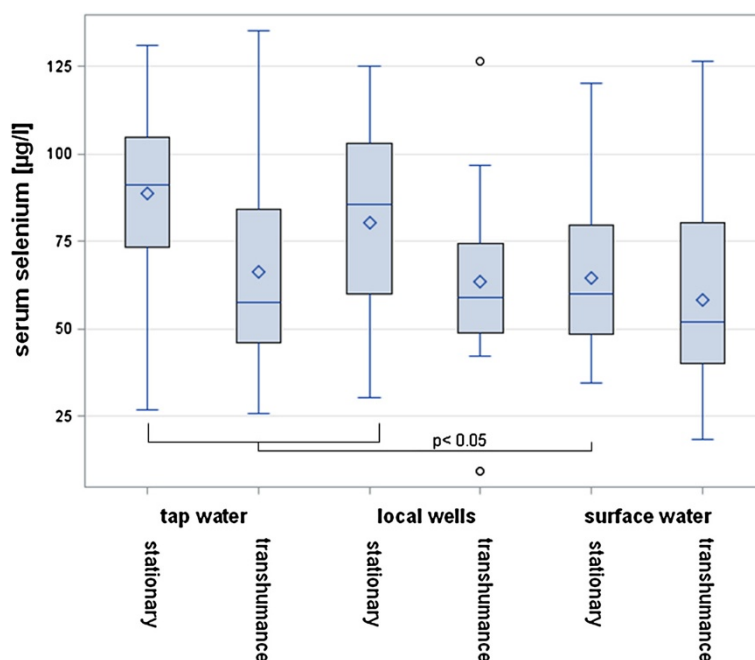 serum selenium [µg/l]
125
100
75
50
25
p< 0.05
tap water
local wells
surface water
stationary
transhumance
stationary
transhumance
stationary
transhumance